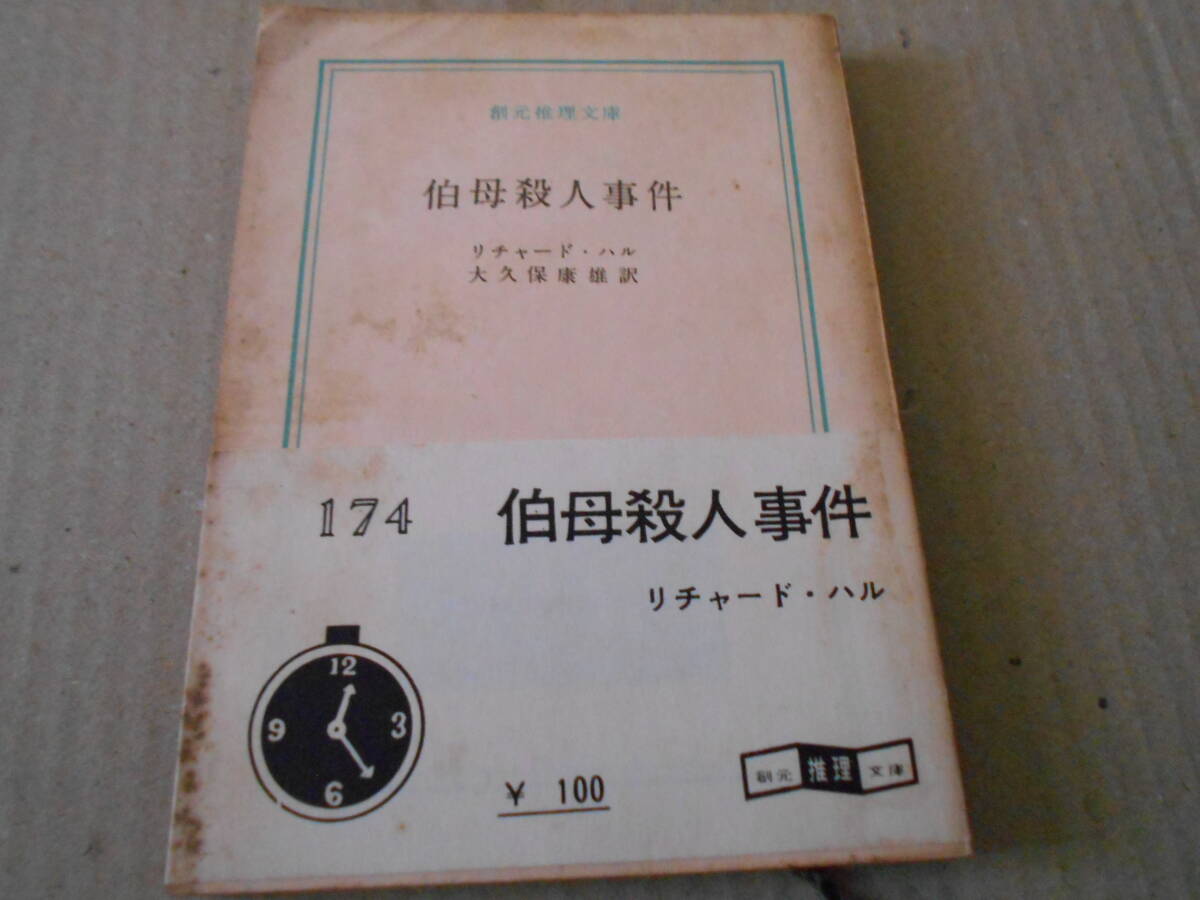 創元推理文庫
伯母殺人事件
リチャード・ハル
大久保康雄訳
174 伯母殺人事件
リチャード・ハル
12
9 3
6
¥ 100
創元 推理 文庫